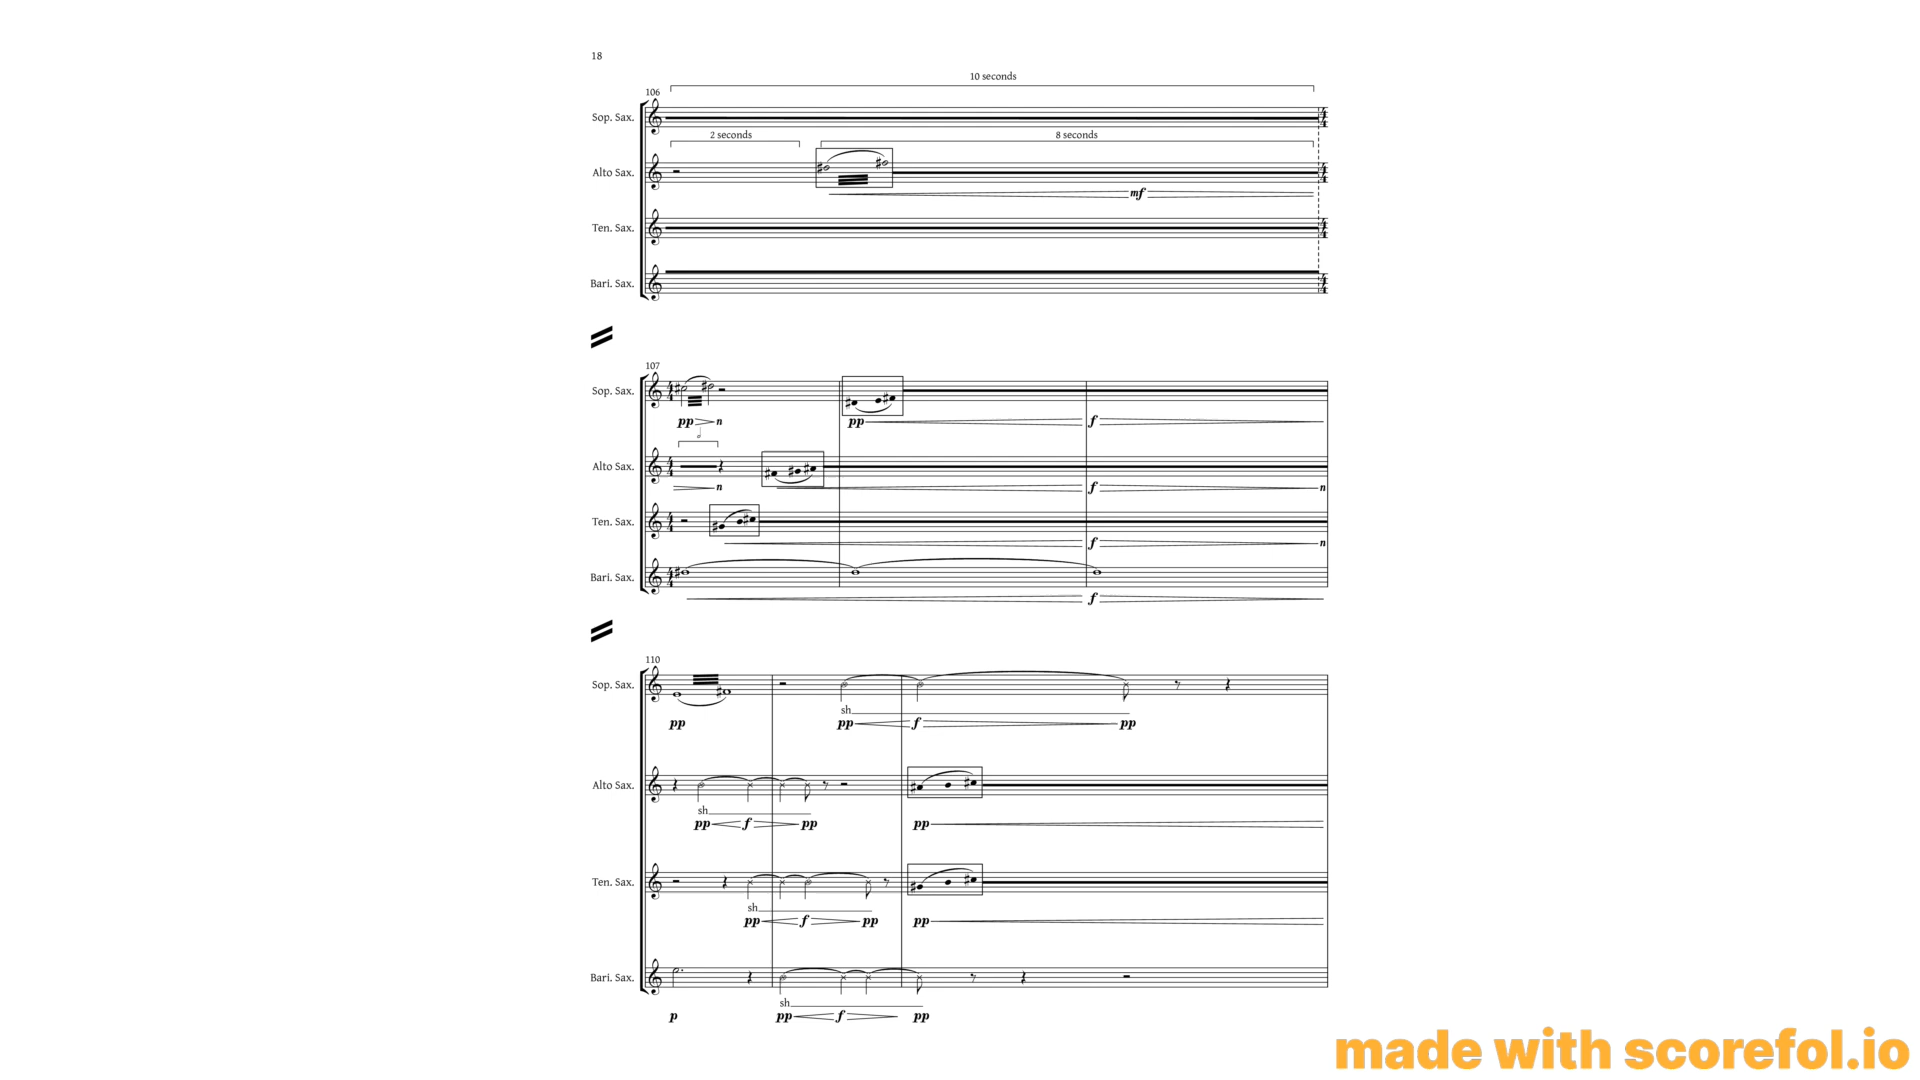 18
10 seconds
106
Sop. Sax.
2 seconds
8 seconds
Alto Sax.
mf
Ten. Sax.
Bari. Sax.
107
Sop. Sax.
pp n pp f
Alto Sax.
n f n
Ten. Sax.
f n
Bari. Sax.
f
110
Sop. Sax.
sh
pp pp f pp
Alto Sax.
sh
pp f pp pp
Ten. Sax.
sh
pp f pp pp
Bari. Sax.
sh
p pp f pp
made with scorefol.io